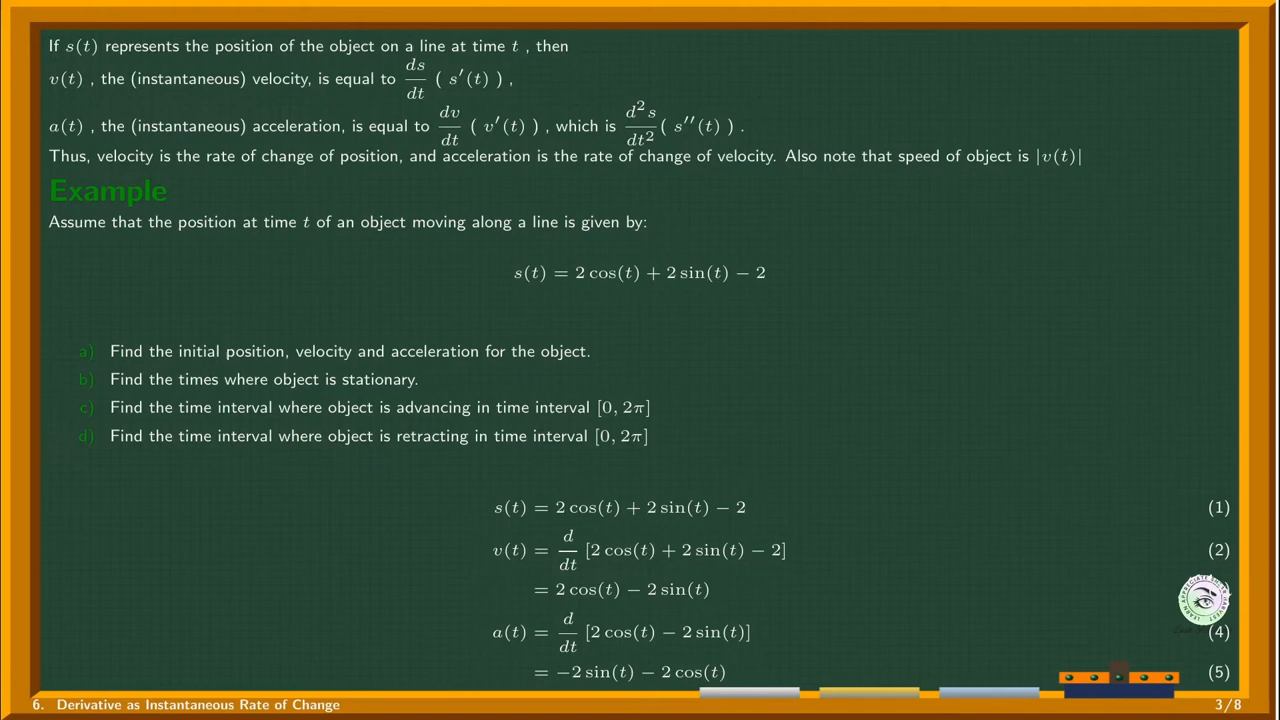 If s(t) represents the position of the object on a line at time t , then
v(t) , the (instantaneous) velocity, is equal to ds/dt ( s′(t) ) ,
a(t) , the (instantaneous) acceleration, is equal to dv/dt ( v′(t) ) , which is d²s/dt² ( s′′(t) ) .
Thus, velocity is the rate of change of position, and acceleration is the rate of change of velocity. Also note that speed of object is |v(t)|
Example
Assume that the position at time t of an object moving along a line is given by:
s(t) = 2 cos(t) + 2 sin(t) − 2
a) Find the initial position, velocity and acceleration for the object.
b) Find the times where object is stationary.
c) Find the time interval where object is advancing in time interval [0, 2π]
d) Find the time interval where object is retracting in time interval [0, 2π]
s(t) = 2 cos(t) + 2 sin(t) − 2 (1)
v(t) = d/dt [2 cos(t) + 2 sin(t) − 2] (2)
= 2 cos(t) − 2 sin(t)
a(t) = d/dt [2 cos(t) − 2 sin(t)] (4)
= −2 sin(t) − 2 cos(t) (5)
6. Derivative as Instantaneous Rate of Change 3/8